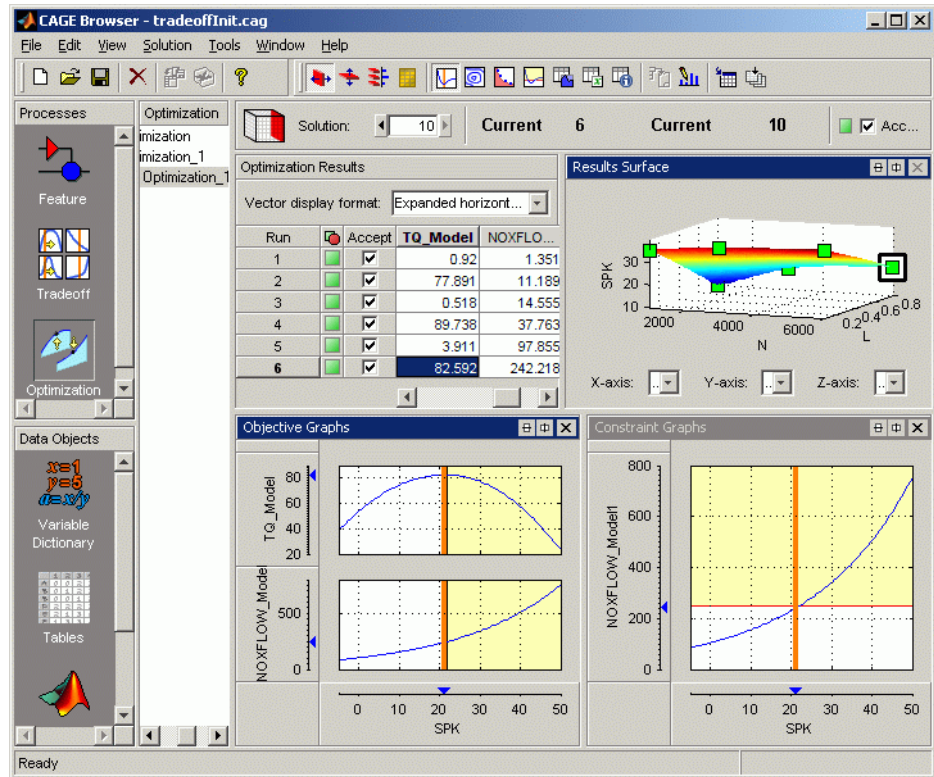 CAGE Browser - tradeoffInit.cag
File Edit View Solution Tools Window Help
Processes
Feature
Tradeoff
Optimization
Data Objects
x=1
y=5
a=x/y
Variable
Dictionary
Tables
Optimization
imization
imization_1
Optimization_1
Solution: 10 Current 6 Current 10 Acc...
Optimization Results
Vector display format: Expanded horizont...
Run Accept TQ_Model NOXFLO...
1 0.92 1.351
2 77.891 11.189
3 0.518 14.555
4 89.738 37.763
5 3.911 97.855
6 82.592 242.218
Results Surface
SPK
30
20
10
2000 4000 6000
N
0.2 0.4 0.6 0.8
L
X-axis: .. Y-axis: .. Z-axis: ..
Objective Graphs
TQ_Model
80
60
40
20
NOXFLOW_Model
500
0
0 10 20 30 40 50
SPK
Constraint Graphs
NOXFLOW_Model1
800
600
400
200
0
0 10 20 30 40 50
SPK
Ready